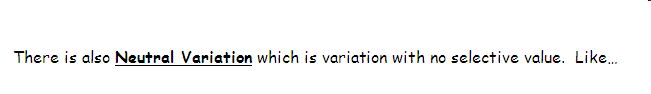 There is also Neutral Variation which is variation with no selective value.  Like...